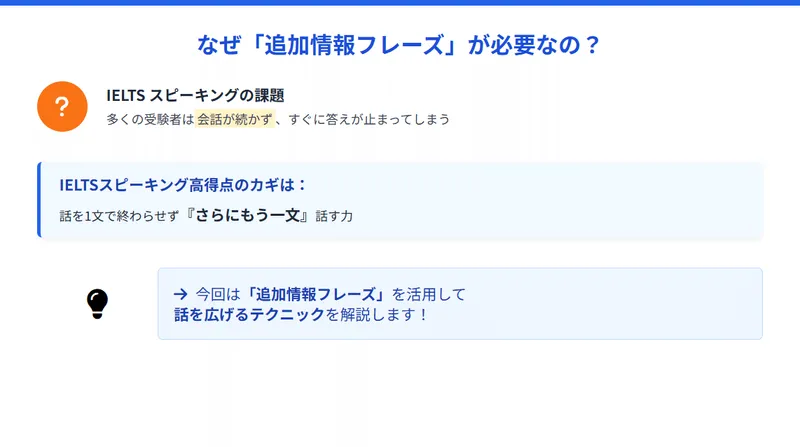 なぜ「追加情報フレーズ」が必要なの？
?
IELTS スピーキングの課題
多くの受験者は会話が続かず、すぐに答えが止まってしまう
IELTSスピーキング高得点のカギは：
話を1文で終わらせず『さらにもう一文』話す力
→ 今回は「追加情報フレーズ」を活用して
話を広げるテクニックを解説します！